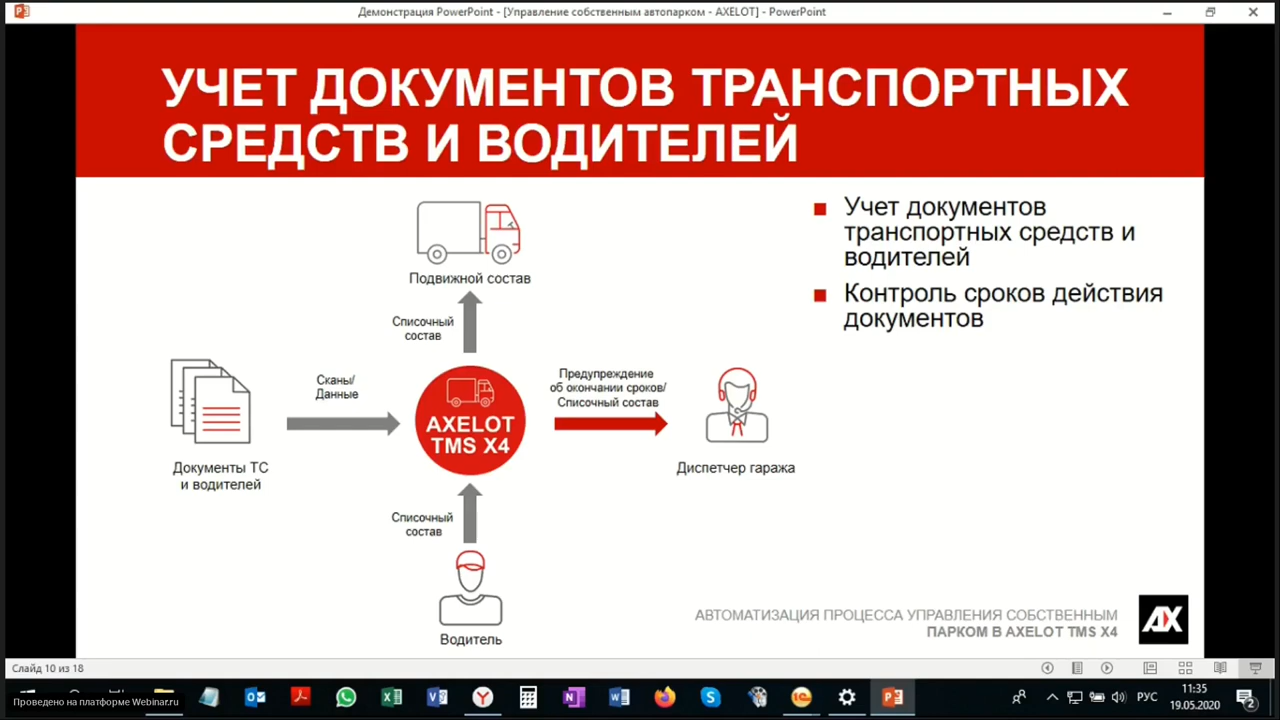 Демонстрация PowerPoint - [Управление собственным автопарком - AXELOT] - PowerPoint
УЧЕТ ДОКУМЕНТОВ ТРАНСПОРТНЫХ
СРЕДСТВ И ВОДИТЕЛЕЙ
Учет документов
транспортных средств и
водителей
Контроль сроков действия
документов
Подвижной состав
Списочный
состав
Сканы/
Данные
AXELOT
TMS X4
Предупреждение
об окончании сроков/
Списочный состав
Документы ТС
и водителей
Диспетчер гаража
Списочный
состав
Водитель
АВТОМАТИЗАЦИЯ ПРОЦЕССА УПРАВЛЕНИЯ СОБСТВЕННЫМ
ПАРКОМ В AXELOT TMS X4
AX
Слайд 10 из 18
Проведено на платформе Webinar.ru
РУС
11:35
19.05.2020
2